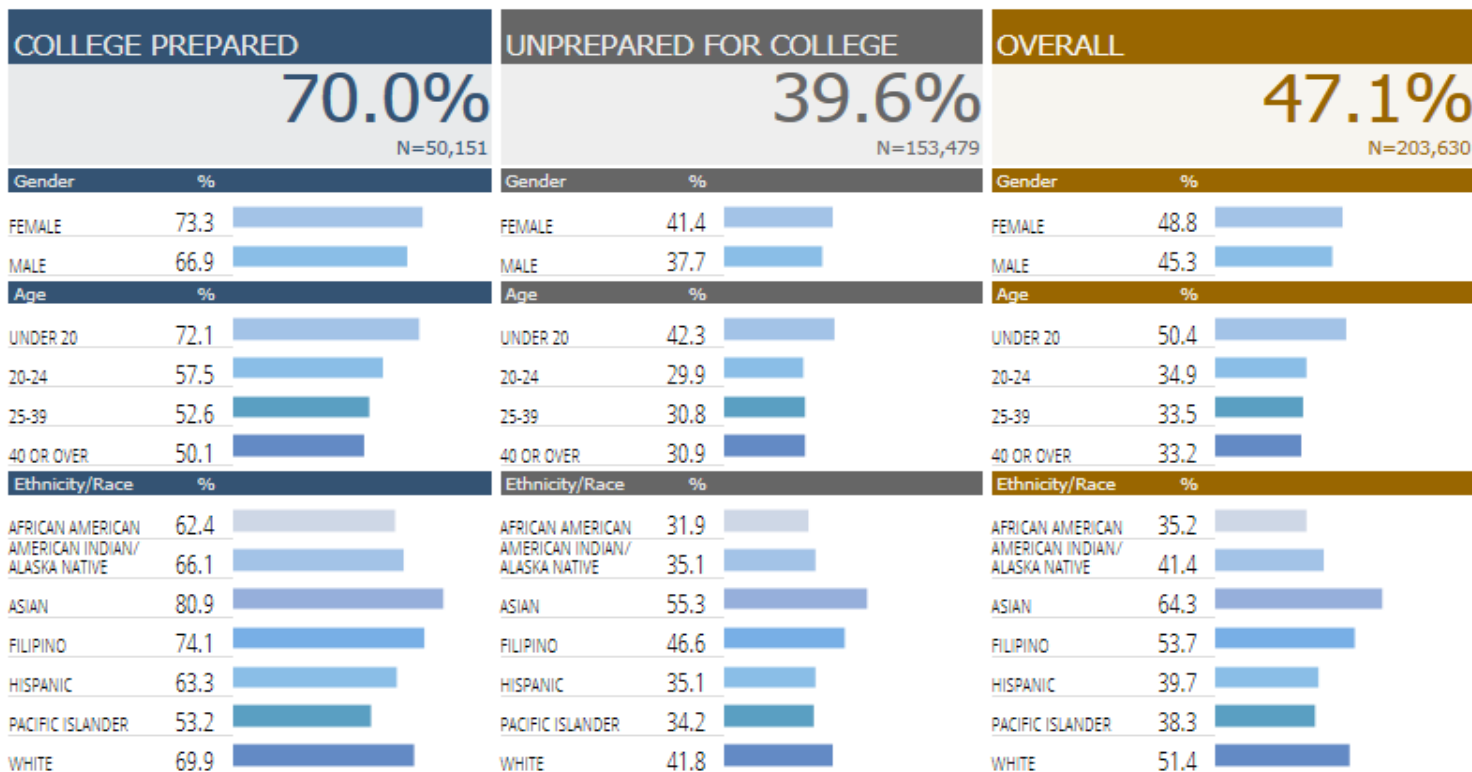 COLLEGE PREPARED
70.0%
N=50,151
Gender %
FEMALE 73.3
MALE 66.9
Age %
UNDER 20 72.1
20-24 57.5
25-39 52.6
40 OR OVER 50.1
Ethnicity/Race %
AFRICAN AMERICAN 62.4
AMERICAN INDIAN/
ALASKA NATIVE 66.1
ASIAN 80.9
FILIPINO 74.1
HISPANIC 63.3
PACIFIC ISLANDER 53.2
WHITE 69.9
UNPREPARED FOR COLLEGE
39.6%
N=153,479
Gender %
FEMALE 41.4
MALE 37.7
Age %
UNDER 20 42.3
20-24 29.9
25-39 30.8
40 OR OVER 30.9
Ethnicity/Race %
AFRICAN AMERICAN 31.9
AMERICAN INDIAN/
ALASKA NATIVE 35.1
ASIAN 55.3
FILIPINO 46.6
HISPANIC 35.1
PACIFIC ISLANDER 34.2
WHITE 41.8
OVERALL
47.1%
N=203,630
Gender %
FEMALE 48.8
MALE 45.3
Age %
UNDER 20 50.4
20-24 34.9
25-39 33.5
40 OR OVER 33.2
Ethnicity/Race %
AFRICAN AMERICAN 35.2
AMERICAN INDIAN/
ALASKA NATIVE 41.4
ASIAN 64.3
FILIPINO 53.7
HISPANIC 39.7
PACIFIC ISLANDER 38.3
WHITE 51.4